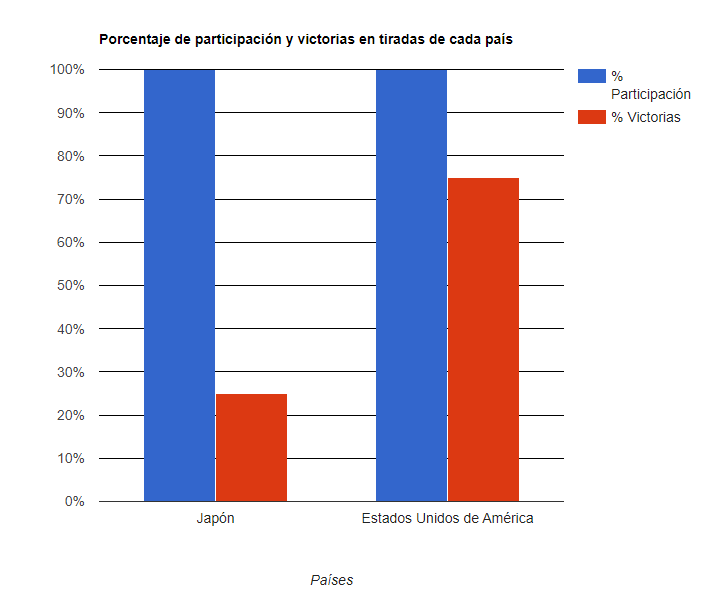 Porcentaje de participación y victorias en tiradas de cada país
100%
90%
80%
70%
60%
50%
40%
30%
20%
10%
0%
Japón
Estados Unidos de América
Países
%
Participación
% Victorias